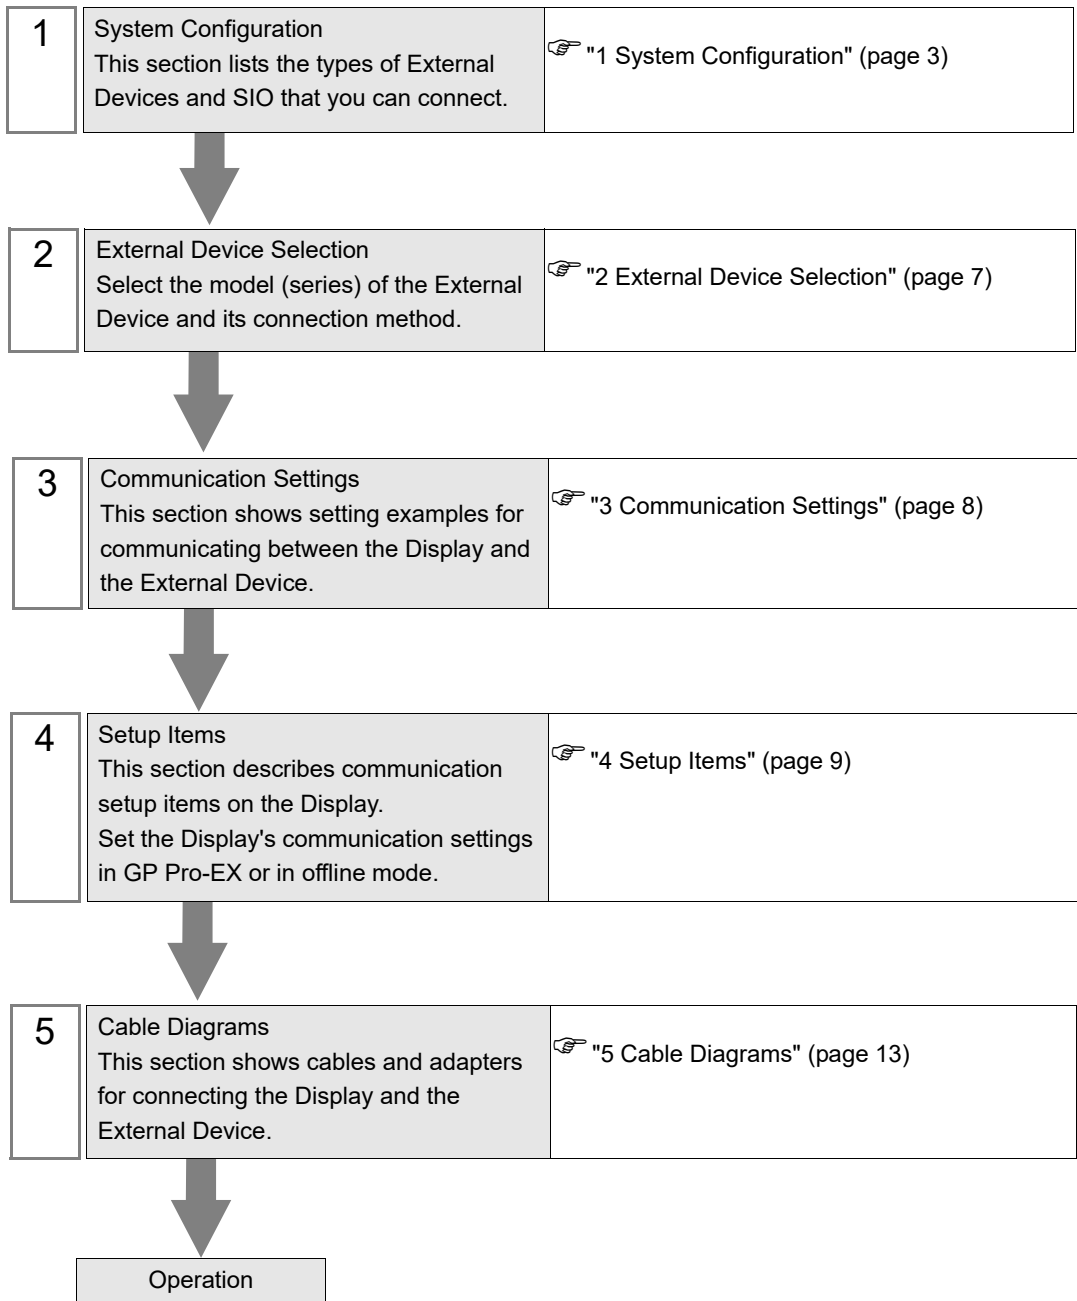 1
System Configuration
This section lists the types of External
Devices and SIO that you can connect.
"1 System Configuration" (page 3)
2
External Device Selection
Select the model (series) of the External
Device and its connection method.
"2 External Device Selection" (page 7)
3
Communication Settings
This section shows setting examples for
communicating between the Display and
the External Device.
"3 Communication Settings" (page 8)
4
Setup Items
This section describes communication
setup items on the Display.
Set the Display's communication settings
in GP Pro-EX or in offline mode.
"4 Setup Items" (page 9)
5
Cable Diagrams
This section shows cables and adapters
for connecting the Display and the
External Device.
"5 Cable Diagrams" (page 13)
Operation